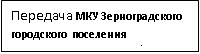 Передача МКУ Зерноградского
городского поселения